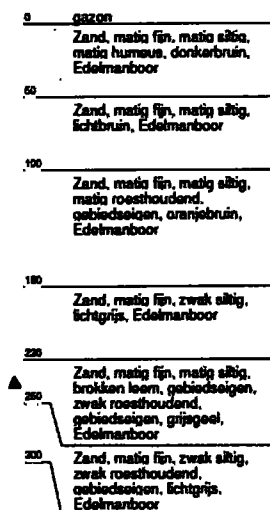 0 gazon
Zand, matig fijn, matig siltig,
matig humeus, donkerbruin,
Edelmanboor
50
Zand, matig fijn, matig siltig,
lichtbruin, Edelmanboor
100
Zand, matig fijn, matig siltig,
matig roesthoudend,
gebiedseigen, oranjebruin,
Edelmanboor
180
Zand, matig fijn, zwak siltig,
lichtgrijs, Edelmanboor
220
Zand, matig fijn, matig siltig,
brokken leem, gebiedseigen,
250
zwak roesthoudend,
gebiedseigen, grijsgeel,
Edelmanboor
300
Zand, matig fijn, zwak siltig,
zwak roesthoudend,
gebiedseigen, lichtgrijs,
Edelmanboor